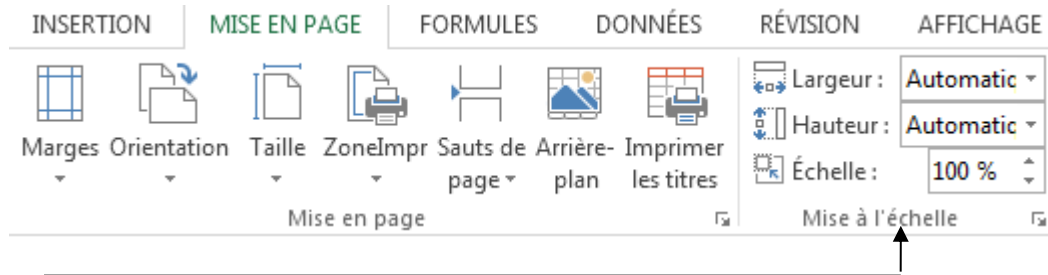 INSERTION MISE EN PAGE FORMULES DONNÉES RÉVISION AFFICHAGE
Marges Orientation Taille ZoneImpr Sauts de page Arrière-plan Imprimer les titres
Mise en page
Largeur : Automatic
Hauteur : Automatic
Échelle : 100 %
Mise à l'échelle